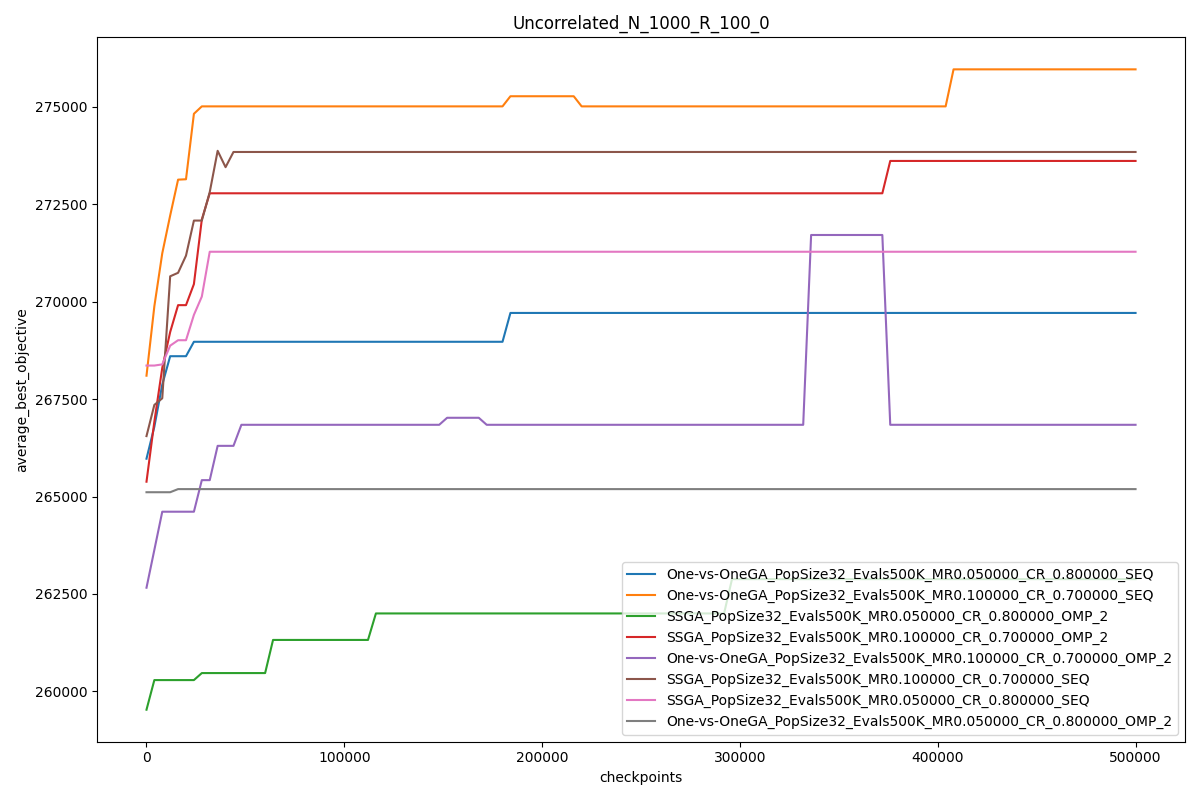 Uncorrelated_N_1000_R_100_0
275000
272500
270000
267500
265000
262500
260000
average_best_objective
One-vs-OneGA_PopSize32_Evals500K_MR0.050000_CR_0.800000_SEQ
One-vs-OneGA_PopSize32_Evals500K_MR0.100000_CR_0.700000_SEQ
SSGA_PopSize32_Evals500K_MR0.050000_CR_0.800000_OMP_2
SSGA_PopSize32_Evals500K_MR0.100000_CR_0.700000_OMP_2
One-vs-OneGA_PopSize32_Evals500K_MR0.100000_CR_0.700000_OMP_2
SSGA_PopSize32_Evals500K_MR0.100000_CR_0.700000_SEQ
SSGA_PopSize32_Evals500K_MR0.050000_CR_0.800000_SEQ
One-vs-OneGA_PopSize32_Evals500K_MR0.050000_CR_0.800000_OMP_2
0 100000 200000 300000 400000 500000
checkpoints